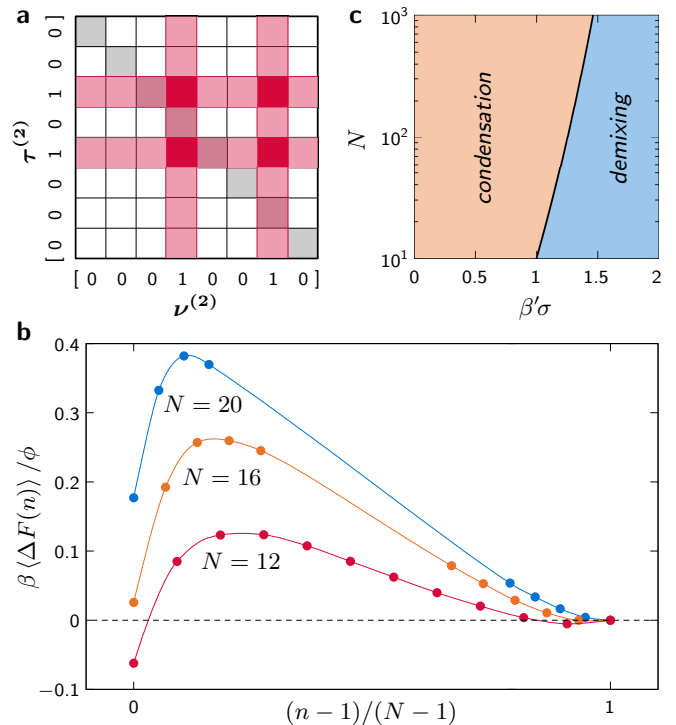 a
τ(2)
[ 0 0 0 1 0 1 0 0 ]
[ 0 0 0 1 0 0 1 0 ]
ν(2)
c
N
10³
10²
10¹
condensation
demixing
0 0.5 1 1.5 2
β′σ
b
β ⟨ΔF(n)⟩ /ϕ
0.4
0.3
0.2
0.1
0
−0.1
N = 20
N = 16
N = 12
0 1
(n − 1)/(N − 1)